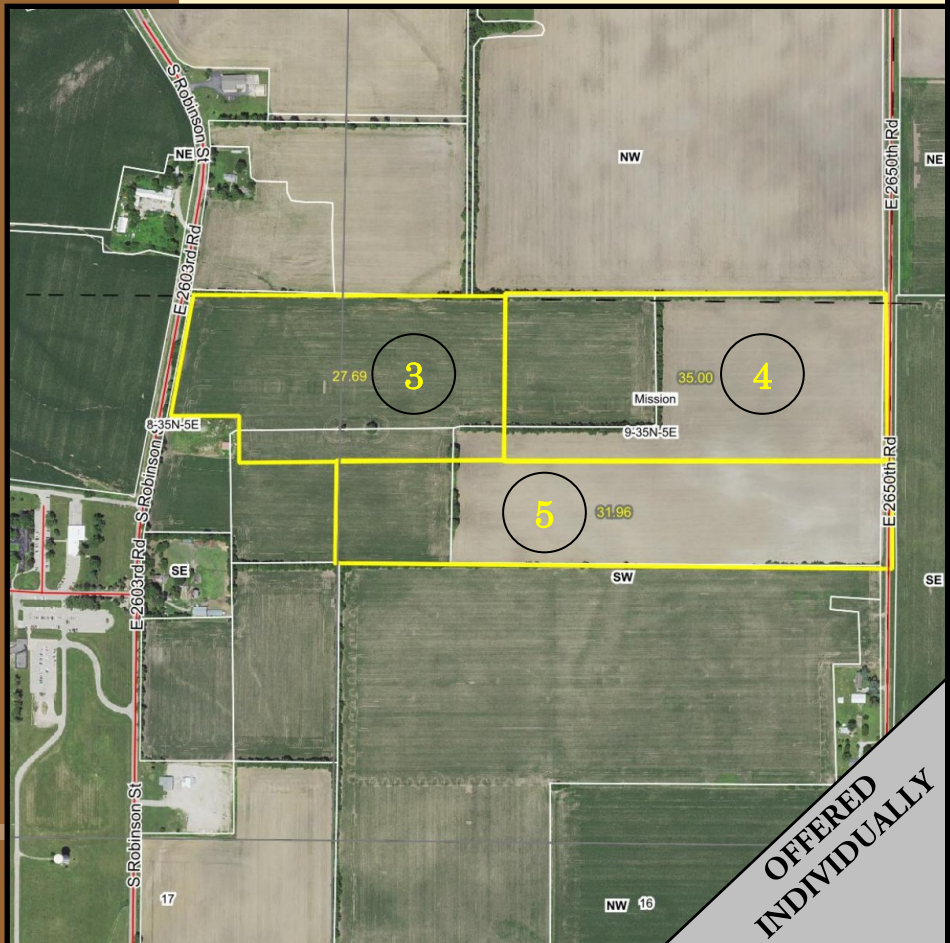 S Robinson St
E 2650th Rd
NE
NW
NE
E 2603rd Rd
27.69
3
35.00
4
Mission
8-35N-5E
9-35N-5E
S Robinson S
E 2650th Rd
5
31.96
E 2603rd Rd
SE
SW
SE
S Robinson St
OFFERED
INDIVIDUALLY
17
NW 16